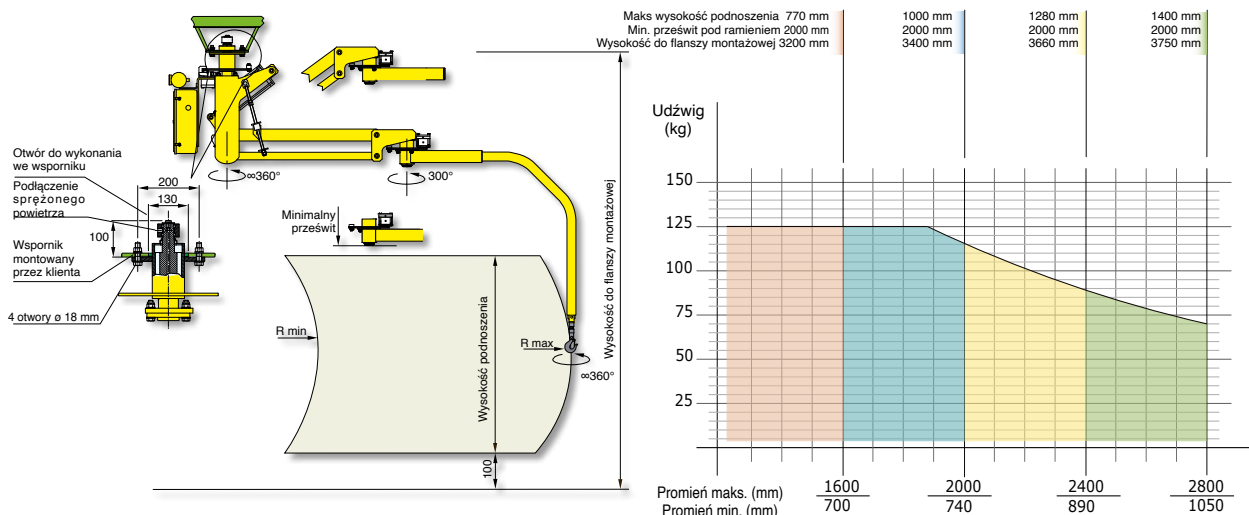 Otwór do wykonania
we wsporniku
Podłączenie
sprężonego
powietrza
Wspornik
montowany
przez klienta
4 otwory ø 18 mm
200
130
100
∞360°
300°
Minimalny
prześwit
R min
R max
Wysokość podnoszenia
∞360°
100
Wysokość do flanszy montażowej
Maks wysokość podnoszenia 770 mm 1000 mm 1280 mm 1400 mm
Min. prześwit pod ramieniem 2000 mm 2000 mm 2000 mm 2000 mm
Wysokość do flanszy montażowej 3200 mm 3400 mm 3660 mm 3750 mm
Udźwig
(kg)
150
125
100
75
50
25
Promień maks. (mm) 1600 2000 2400 2800
Promień min. (mm) 700 740 890 1050